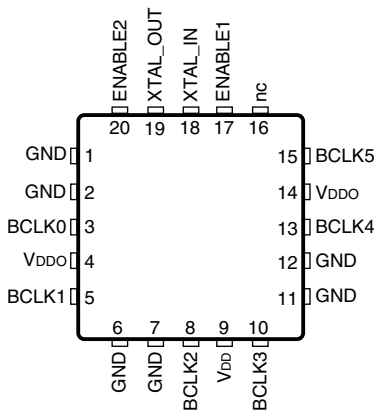 ENABLE2
XTAL_OUT
XTAL_IN
ENABLE1
nc
20 19 18 17 16
GND 1
GND 2
BCLK0 3
VDDO 4
BCLK1 5
15 BCLK5
14 VDDO
13 BCLK4
12 GND
11 GND
6 7 8 9 10
GND
GND
BCLK2
VDD
BCLK3